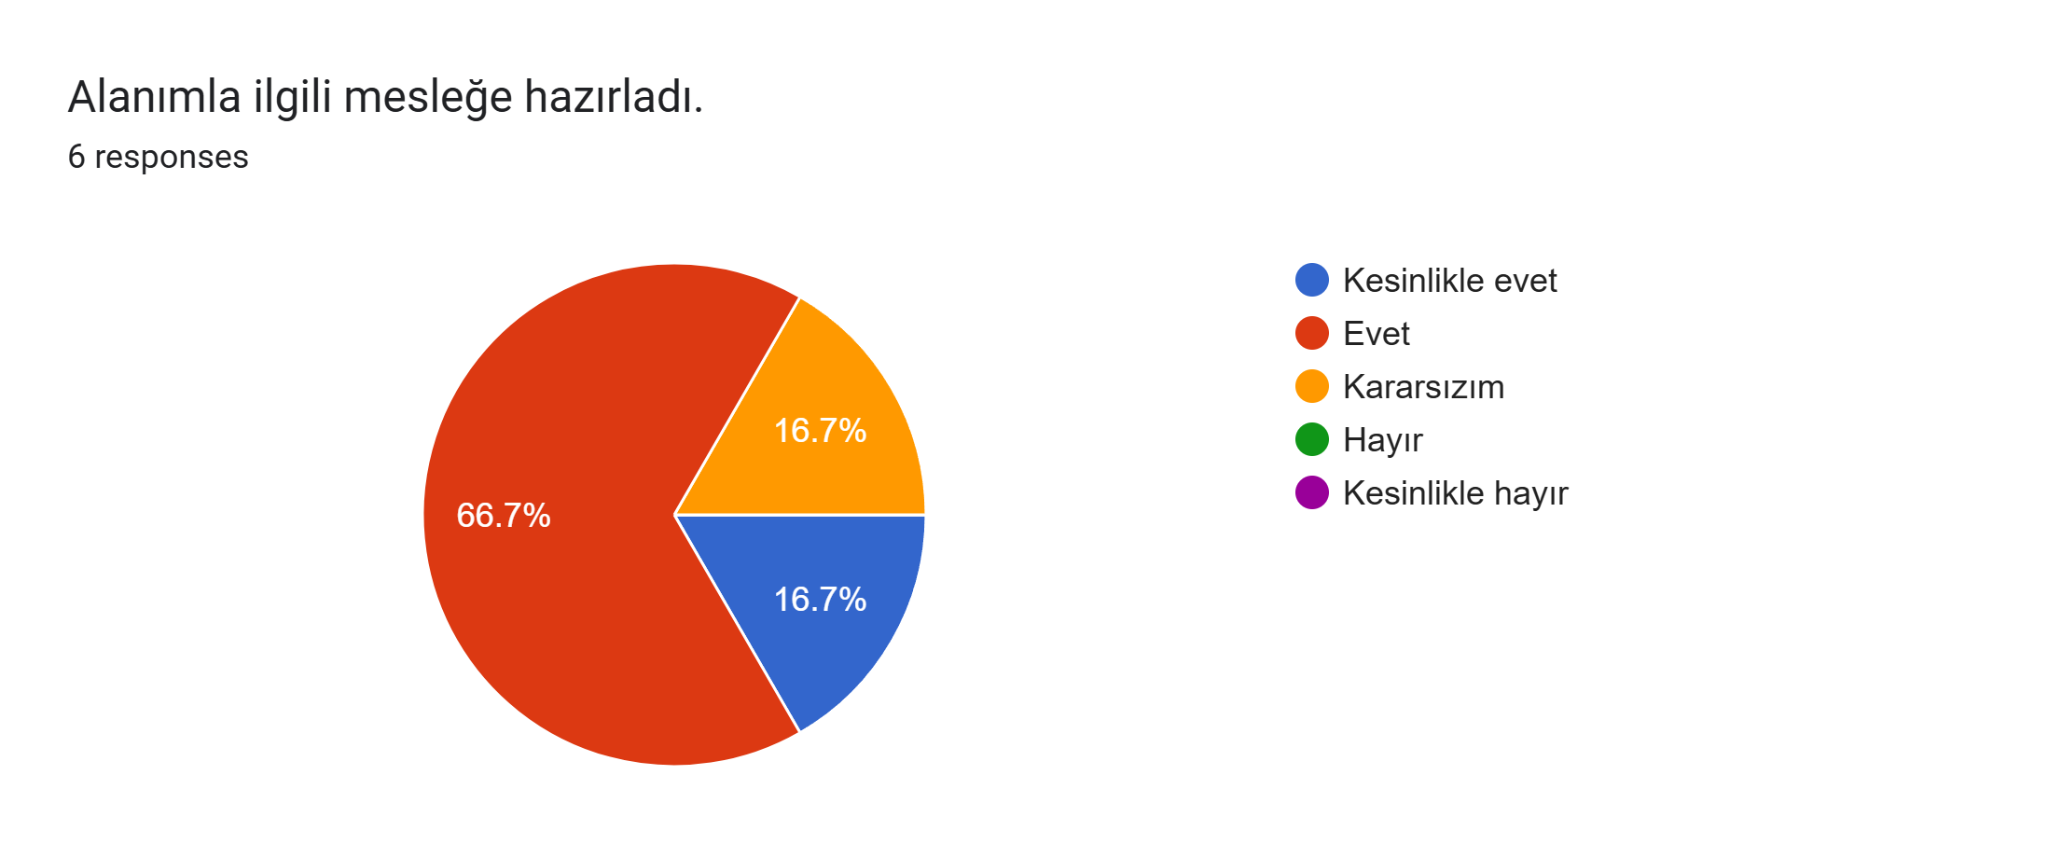 Alanımla ilgili mesleğe hazırladı.
6 responses
66.7%
16.7%
16.7%
Kesinlikle evet
Evet
Kararsızım
Hayır
Kesinlikle hayır